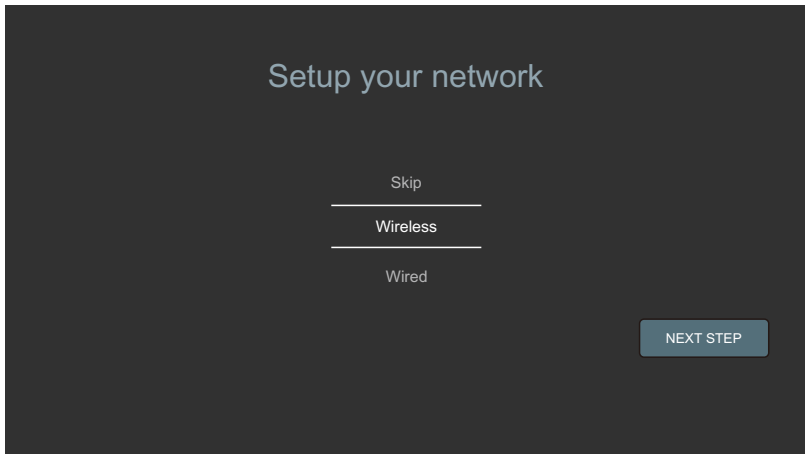 Setup your network
Skip
Wireless
Wired
NEXT STEP